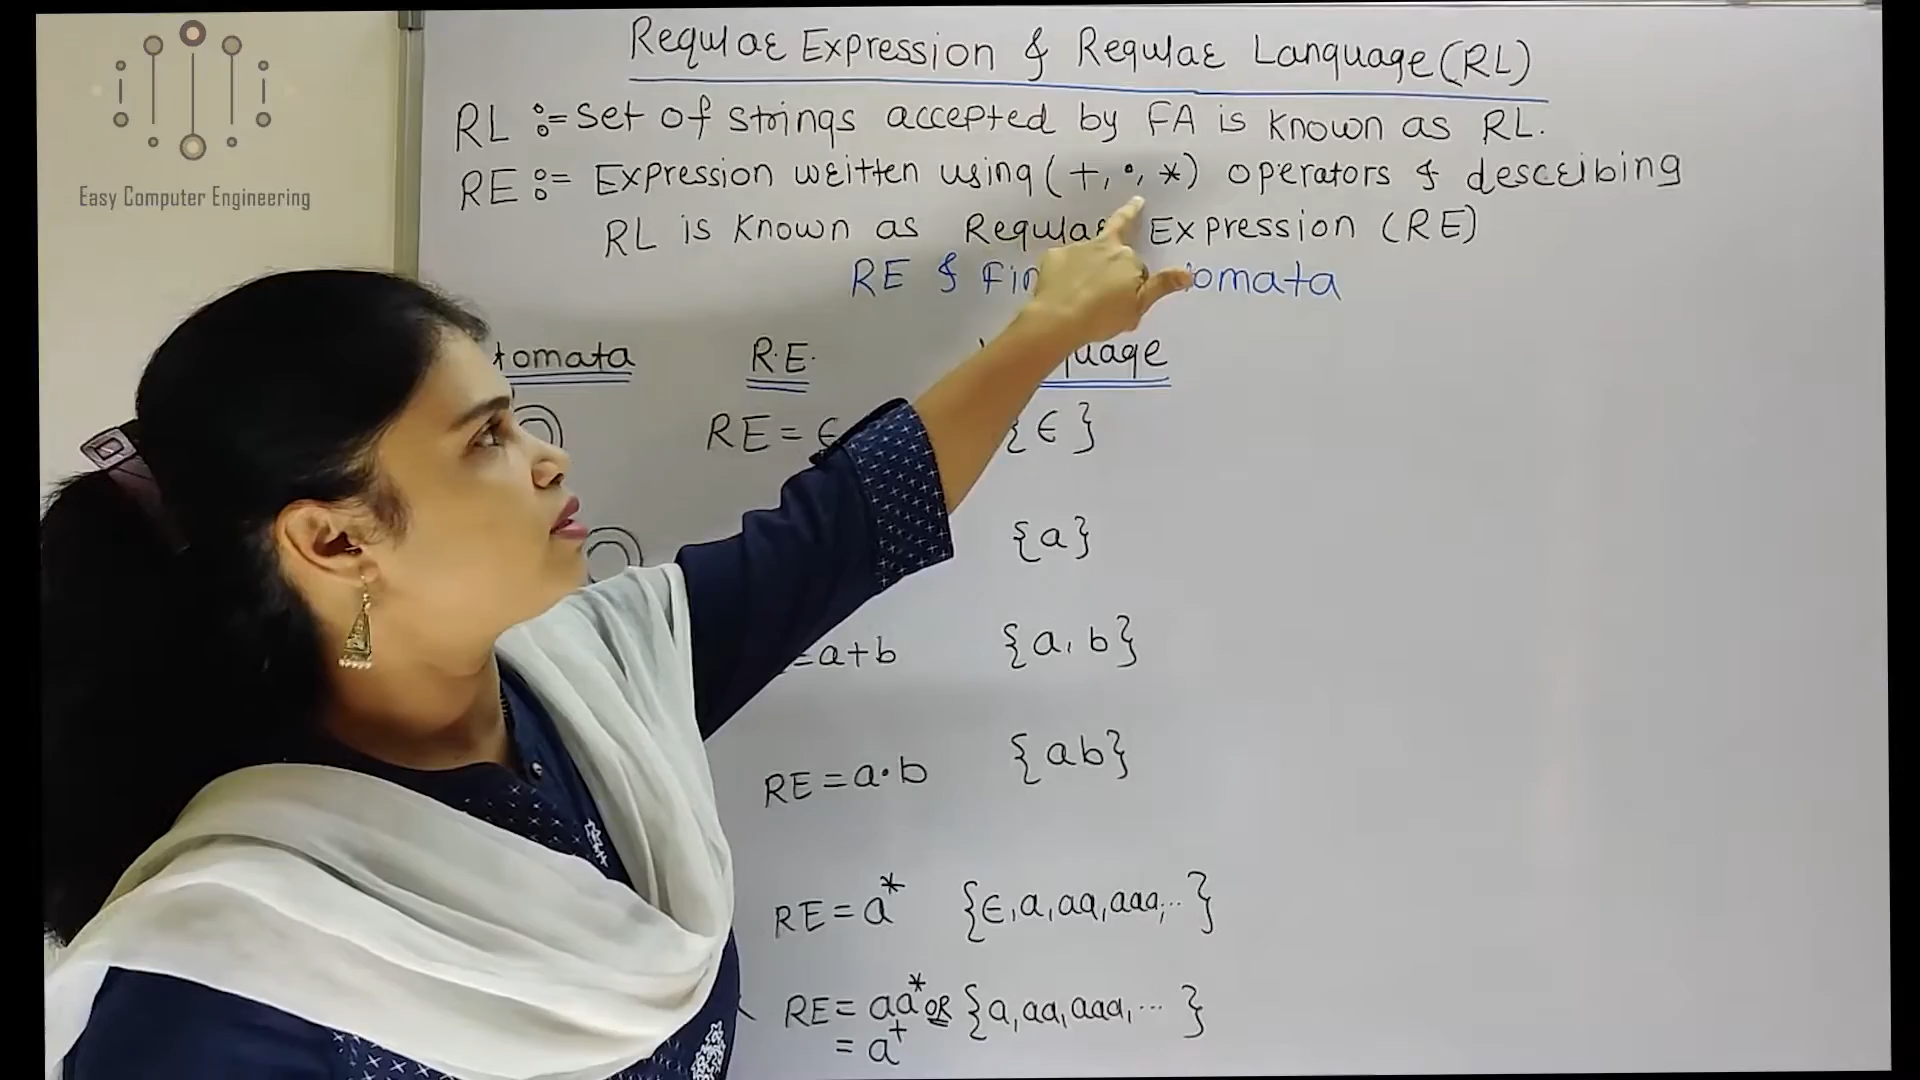 Regular Expression & Regular Language (RL)
RL := set of strings accepted by FA is known as RL.
RE := Expression written using (+, •, *) operators & describing
RL is known as Regular Expression (RE)
RE &
R.E.
RE = ϵ {ϵ}
{a}
=a+b {a, b}
RE = a•b {ab}
RE = a* {ϵ, a, aa, aaa, ..}
RE = aa* OR {a, aa, aaa, ...}
= a⁺
Easy Computer Engineering